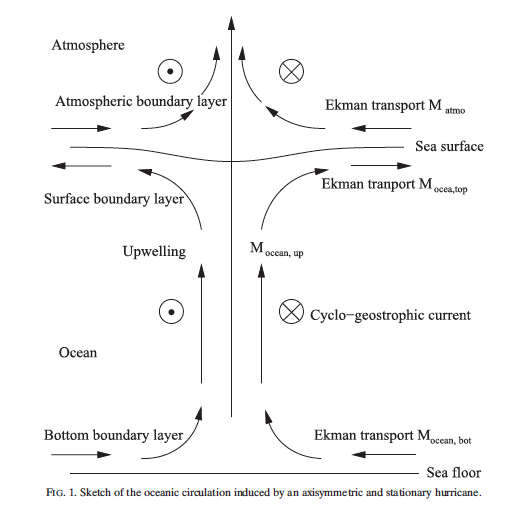 Atmosphere
Atmospheric boundary layer
Ekman transport M atmo
Sea surface
Ekman tranport M ocea,top
Surface boundary layer
Upwelling
M ocean, up
Cyclo-geostrophic current
Ocean
Bottom boundary layer
Ekman transport M ocean, bot
Sea floor
FIG. 1. Sketch of the oceanic circulation induced by an axisymmetric and stationary hurricane.